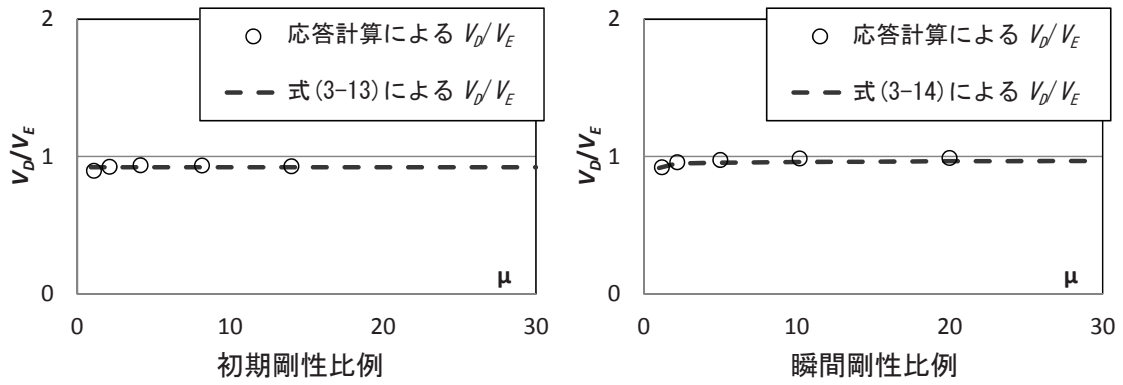 2
応答計算による V_D/V_E
式(3-13)による V_D/V_E
V_D/V_E
1
μ
0
0 10 20 30
初期剛性比例
2
応答計算による V_D/V_E
式(3-14)による V_D/V_E
V_D/V_E
1
μ
0
0 10 20 30
瞬間剛性比例